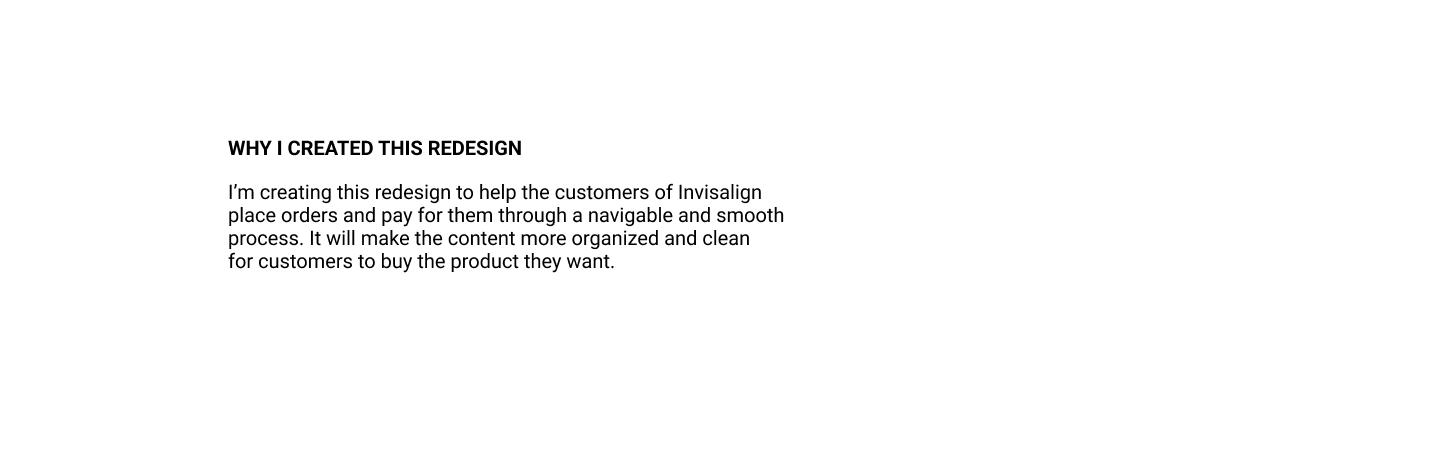 WHY I CREATED THIS REDESIGN
I’m creating this redesign to help the customers of Invisalign
place orders and pay for them through a navigable and smooth
process. It will make the content more organized and clean
for customers to buy the product they want.